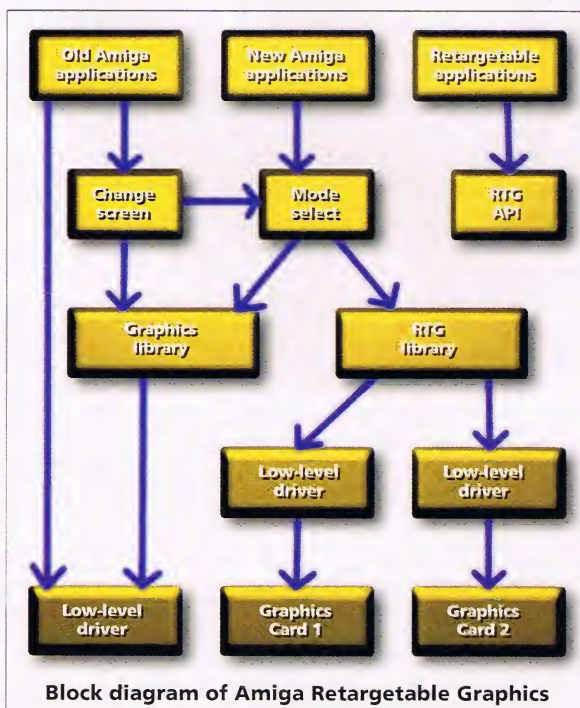 Old Amiga
applications
New Amiga
applications
Retargetable
applications
Change
screen
Mode
select
RTG
API
Graphics
library
RTG
library
Low-level
driver
Low-level
driver
Low-level
driver
Graphics
Card 1
Graphics
Card 2
Block diagram of Amiga Retargetable Graphics